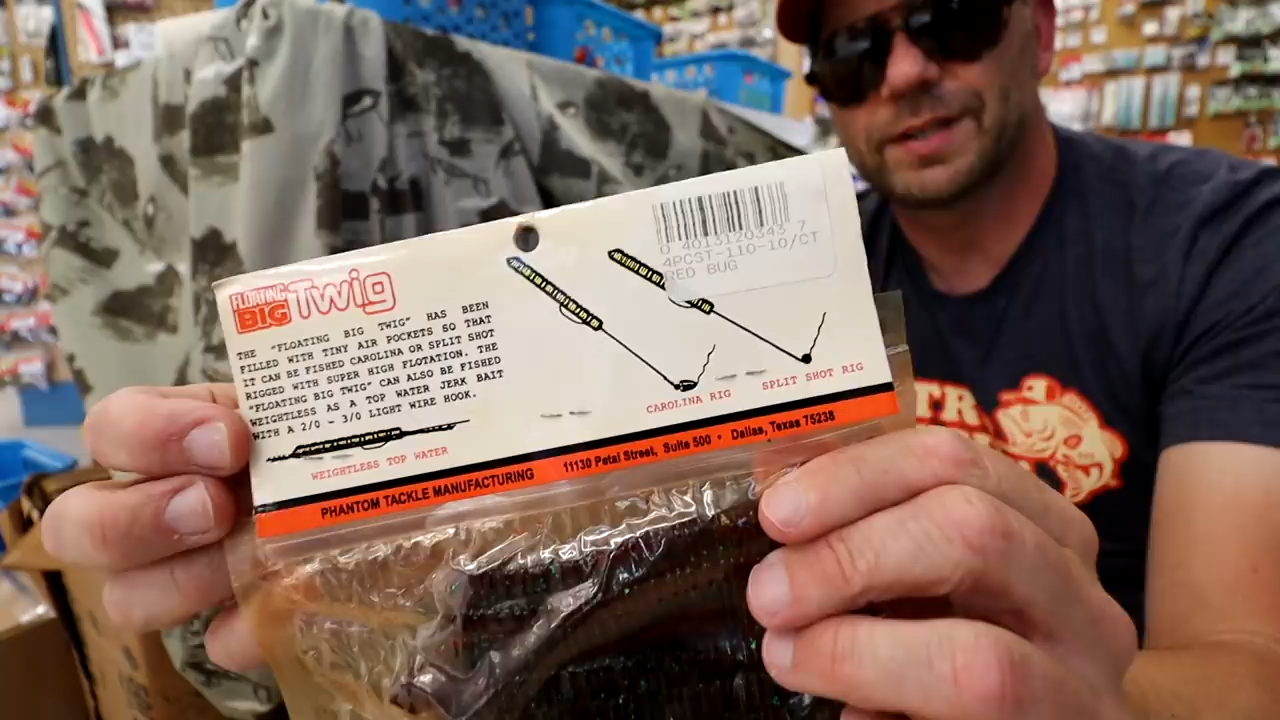 FLOATING
BIG Twig
THE "FLOATING BIG TWIG" HAS BEEN
FILLED WITH TINY AIR POCKETS SO THAT
IT CAN BE FISHED CAROLINA OR SPLIT SHOT
RIGGED WITH SUPER HIGH FLOTATION. THE
"FLOATING BIG TWIG" CAN ALSO BE FISHED
WEIGHTLESS AS A TOP WATER JERK BAIT
WITH A 2/0 - 3/0 LIGHT WIRE HOOK.
WEIGHTLESS TOP WATER
CAROLINA RIG
SPLIT SHOT RIG
0 4013120343 7
4PCST-110-10/CT
RED BUG
PHANTOM TACKLE MANUFACTURING 11130 Petal Street, Suite 500 • Dallas, Texas 75238
TR